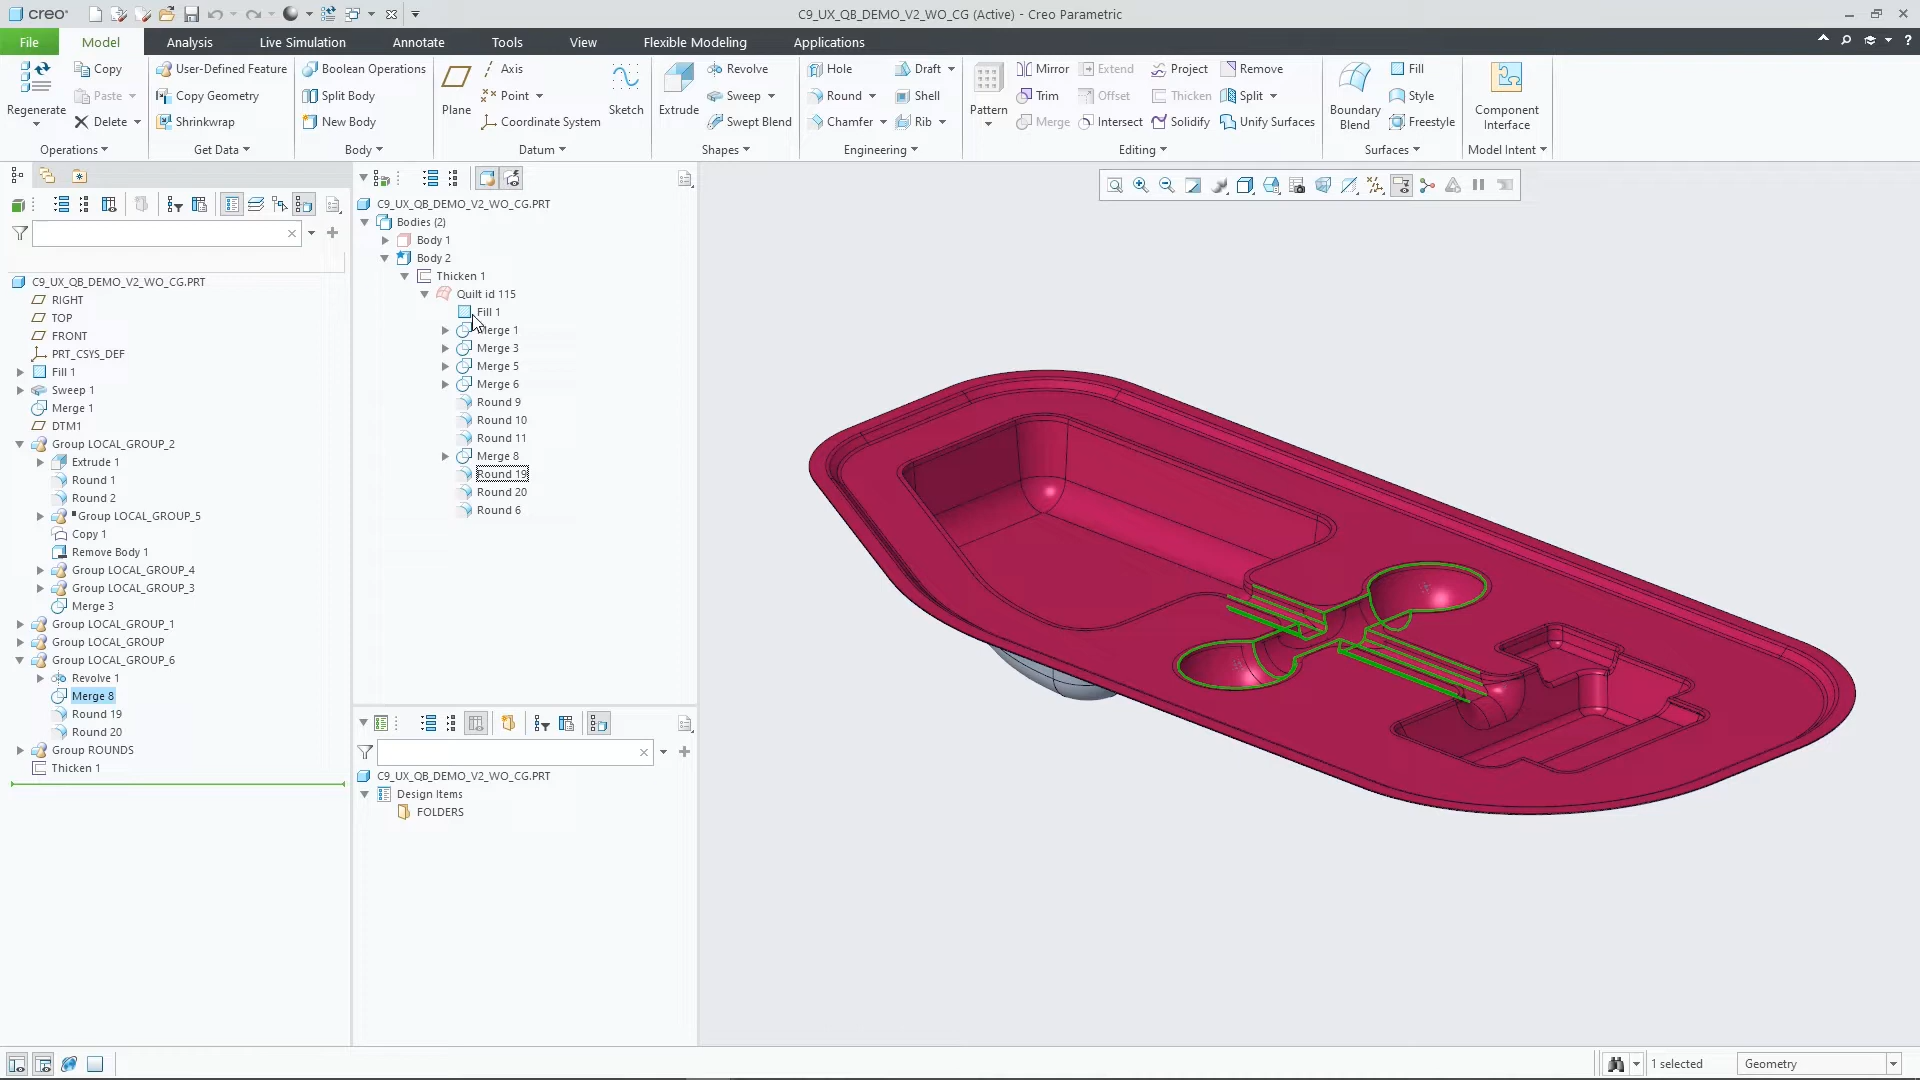 creo
C9_UX_QB_DEMO_V2_WO_CG (Active) - Creo Parametric
File Model Analysis Live Simulation Annotate Tools View Flexible Modeling Applications
Regenerate
Copy
Paste
Delete
Operations
User-Defined Feature
Copy Geometry
Shrinkwrap
Get Data
Boolean Operations
Split Body
New Body
Body
Plane
Axis
Point
Coordinate System
Sketch
Datum
Extrude
Revolve
Sweep
Swept Blend
Shapes
Hole
Round
Chamfer
Draft
Shell
Rib
Engineering
Pattern
Mirror
Trim
Merge
Extend
Offset
Intersect
Project
Thicken
Solidify
Remove
Split
Unify Surfaces
Editing
Boundary
Blend
Fill
Style
Freestyle
Surfaces
Component
Interface
Model Intent
C9_UX_QB_DEMO_V2_WO_CG.PRT
RIGHT
TOP
FRONT
PRT_CSYS_DEF
Fill 1
Sweep 1
Merge 1
DTM1
Group LOCAL_GROUP_2
Extrude 1
Round 1
Round 2
Group LOCAL_GROUP_5
Copy 1
Remove Body 1
Group LOCAL_GROUP_4
Group LOCAL_GROUP_3
Merge 3
Group LOCAL_GROUP_1
Group LOCAL_GROUP
Group LOCAL_GROUP_6
Revolve 1
Merge 8
Round 19
Round 20
Group ROUNDS
Thicken 1
C9_UX_QB_DEMO_V2_WO_CG.PRT
Bodies (2)
Body 1
Body 2
Thicken 1
Quilt id 115
Fill 1
Merge 1
Merge 3
Merge 5
Merge 6
Round 9
Round 10
Round 11
Merge 8
Round 19
Round 20
Round 6
C9_UX_QB_DEMO_V2_WO_CG.PRT
Design Items
FOLDERS
1 selected
Geometry